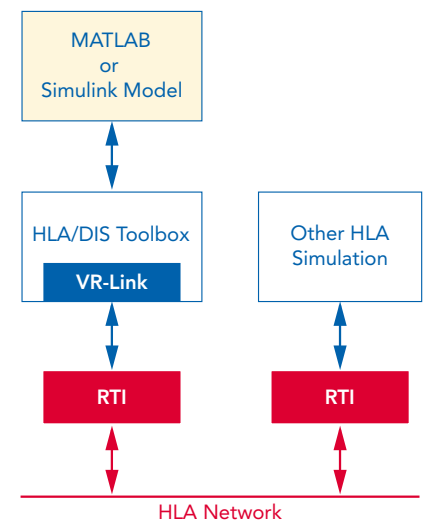 MATLAB
or
Simulink Model
HLA/DIS Toolbox
VR-Link
Other HLA
Simulation
RTI
RTI
HLA Network